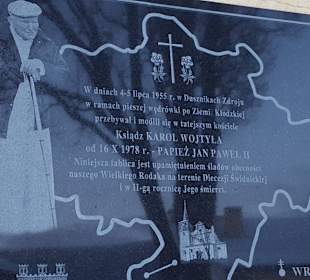 W dniach 4-5 lipca 1955 r. w Dusznikach Zdroju
w ramach pieszej wędrówki po Ziemi Kłodzkiej
przebywał i modlił się w tutejszym kościele
Ksiądz KAROL WOJTYŁA
od 16 X 1978 r. - PAPIEŻ JAN PAWEŁ II
Niniejsza tablica jest upamiętnieniem śladów obecności
naszego Wielkiego Rodaka na terenie Diecezji Świdnickiej
i w II-gą rocznicę Jego śmierci.
WR